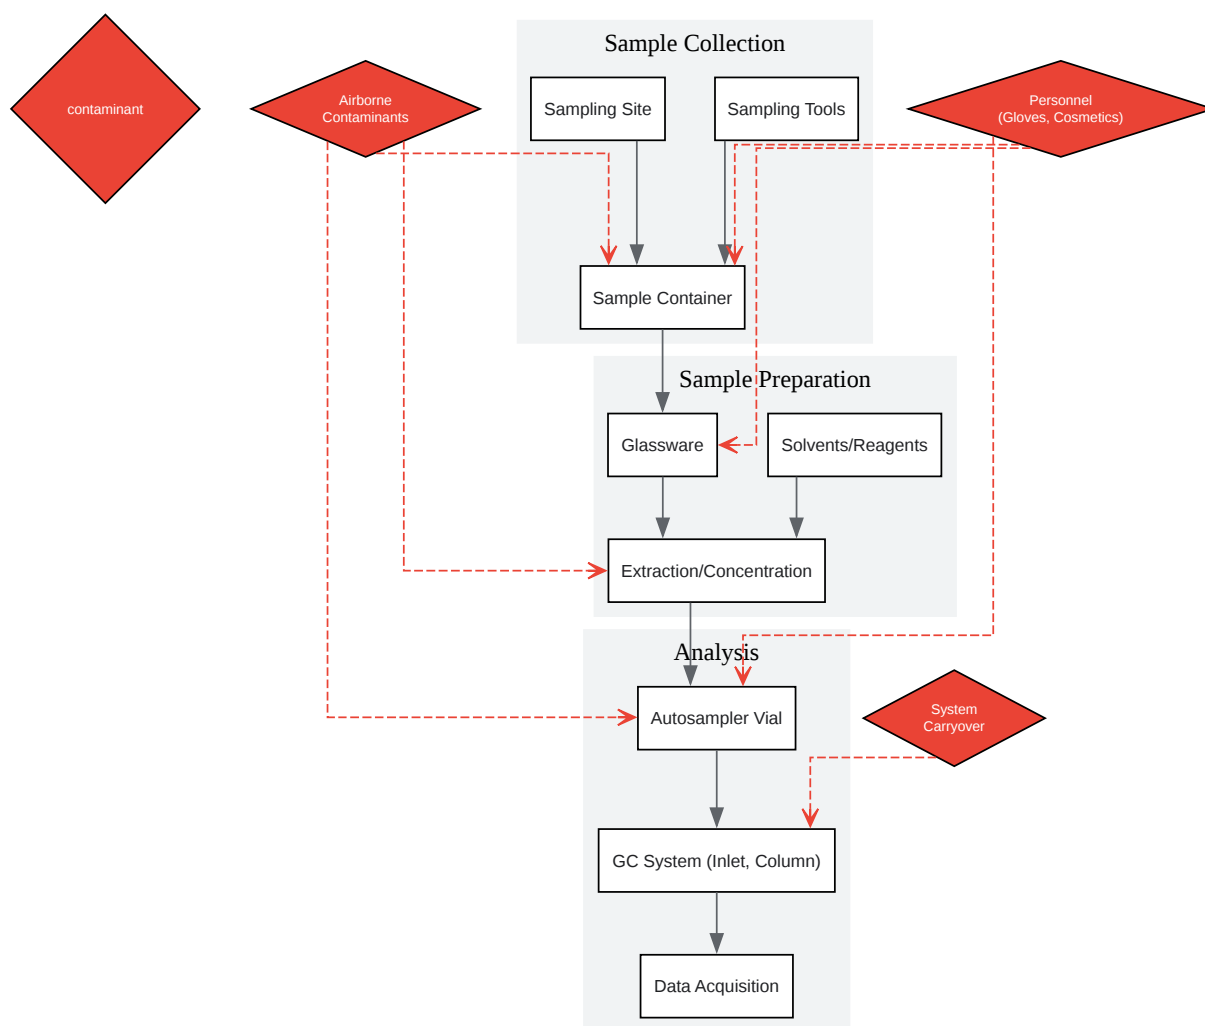 Sample Collection
contaminant
Airborne
Contaminants
Sampling Site
Sampling Tools
Personnel
(Gloves, Cosmetics)
Sample Container
Sample Preparation
Glassware
Solvents/Reagents
Extraction/Concentration
Analysis
Autosampler Vial
System
Carryover
GC System (Inlet, Column)
Data Acquisition